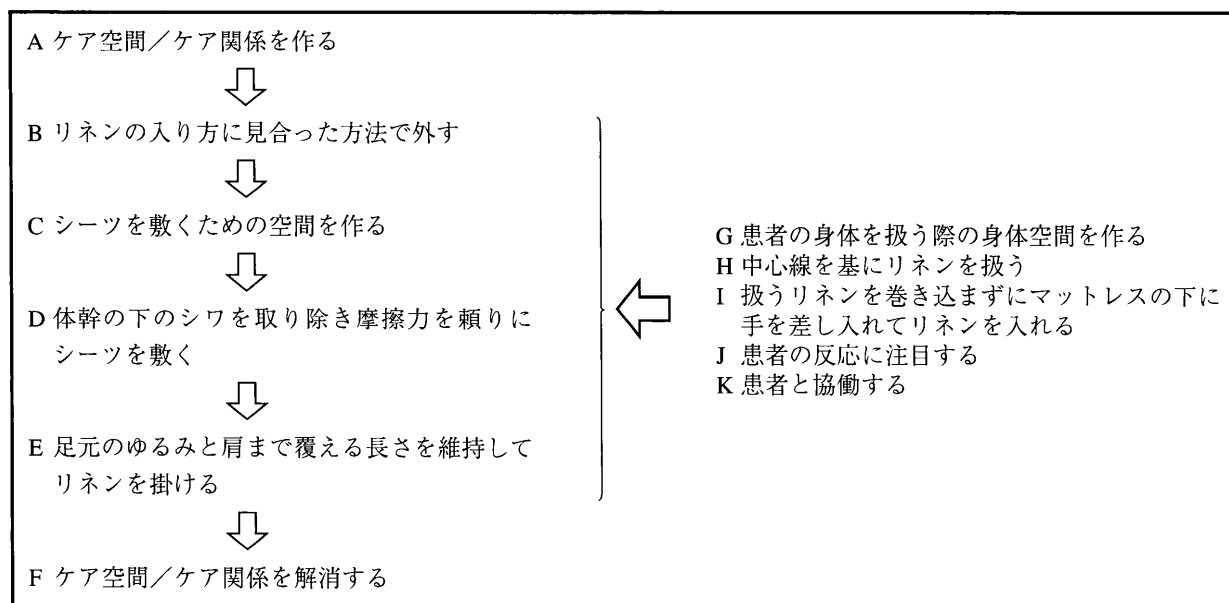 A ケア空間／ケア関係を作る
B リネンの入り方に見合った方法で外す
C シーツを敷くための空間を作る
D 体幹の下のシワを取り除き摩擦力を頼りに
シーツを敷く
E 足元のゆるみと肩まで覆える長さを維持して
リネンを掛ける
F ケア空間／ケア関係を解消する
G 患者の身体を扱う際の身体空間を作る
H 中心線を基にリネンを扱う
I 扱うリネンを巻き込まずにマットレスの下に
手を差し入れてリネンを入れる
J 患者の反応に注目する
K 患者と協働する